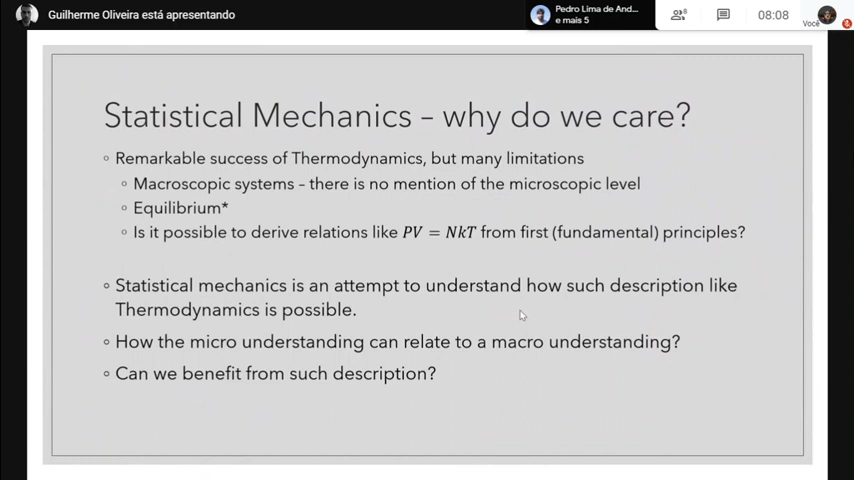 Guilherme Oliveira está apresentando
Pedro Lima de And...
e mais 5
8
08:08
Você
Statistical Mechanics – why do we care?
Remarkable success of Thermodynamics, but many limitations
Macroscopic systems – there is no mention of the microscopic level
Equilibrium*
Is it possible to derive relations like PV = NkT from first (fundamental) principles?
Statistical mechanics is an attempt to understand how such description like
Thermodynamics is possible.
How the micro understanding can relate to a macro understanding?
Can we benefit from such description?